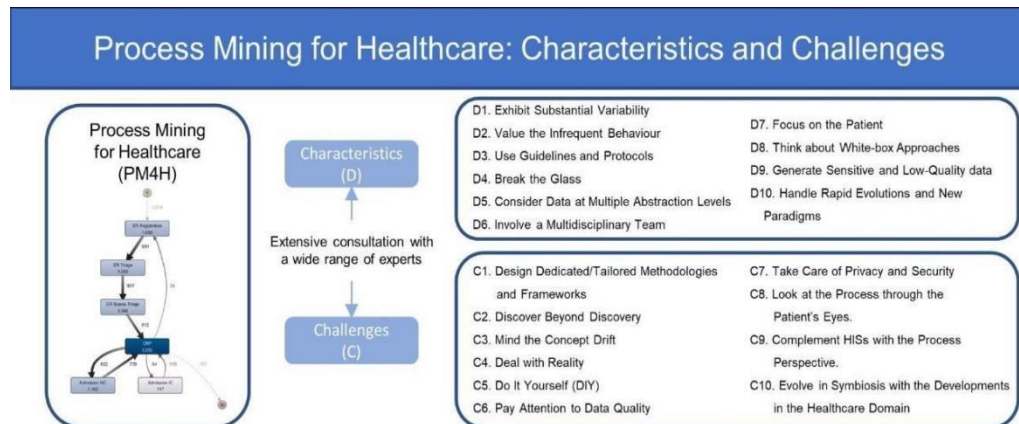 Process Mining for Healthcare: Characteristics and Challenges
Process Mining
for Healthcare
(PM4H)
ER Registration
ER Triage
CRP
Characteristics
(D)
Extensive consultation with
a wide range of experts
Challenges
(C)
D1. Exhibit Substantial Variability
D2. Value the Infrequent Behaviour
D3. Use Guidelines and Protocols
D4. Break the Glass
D5. Consider Data at Multiple Abstraction Levels
D6. Involve a Multidisciplinary Team
D7. Focus on the Patient
D8. Think about White-box Approaches
D9. Generate Sensitive and Low-Quality data
D10. Handle Rapid Evolutions and New
Paradigms
C1. Design Dedicated/Tailored Methodologies
and Frameworks
C2. Discover Beyond Discovery
C3. Mind the Concept Drift
C4. Deal with Reality
C5. Do It Yourself (DIY)
C6. Pay Attention to Data Quality
C7. Take Care of Privacy and Security
C8. Look at the Process through the
Patient's Eyes.
C9. Complement HISs with the Process
Perspective.
C10. Evolve in Symbiosis with the Developments
in the Healthcare Domain